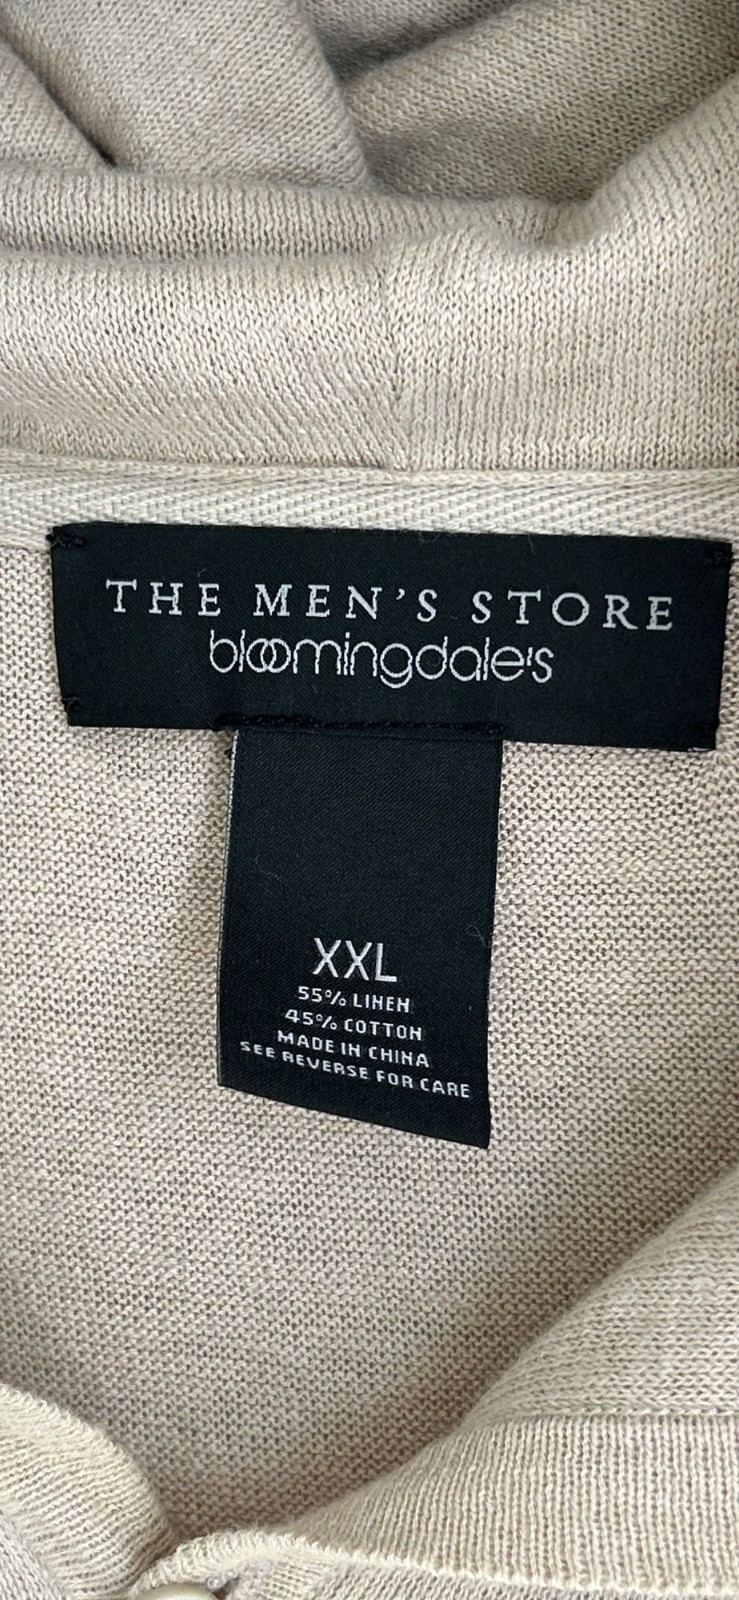 THE MEN'S STORE
bloomingdale's
XXL
55% LINEN
45% COTTON
MADE IN CHINA
SEE REVERSE FOR CARE